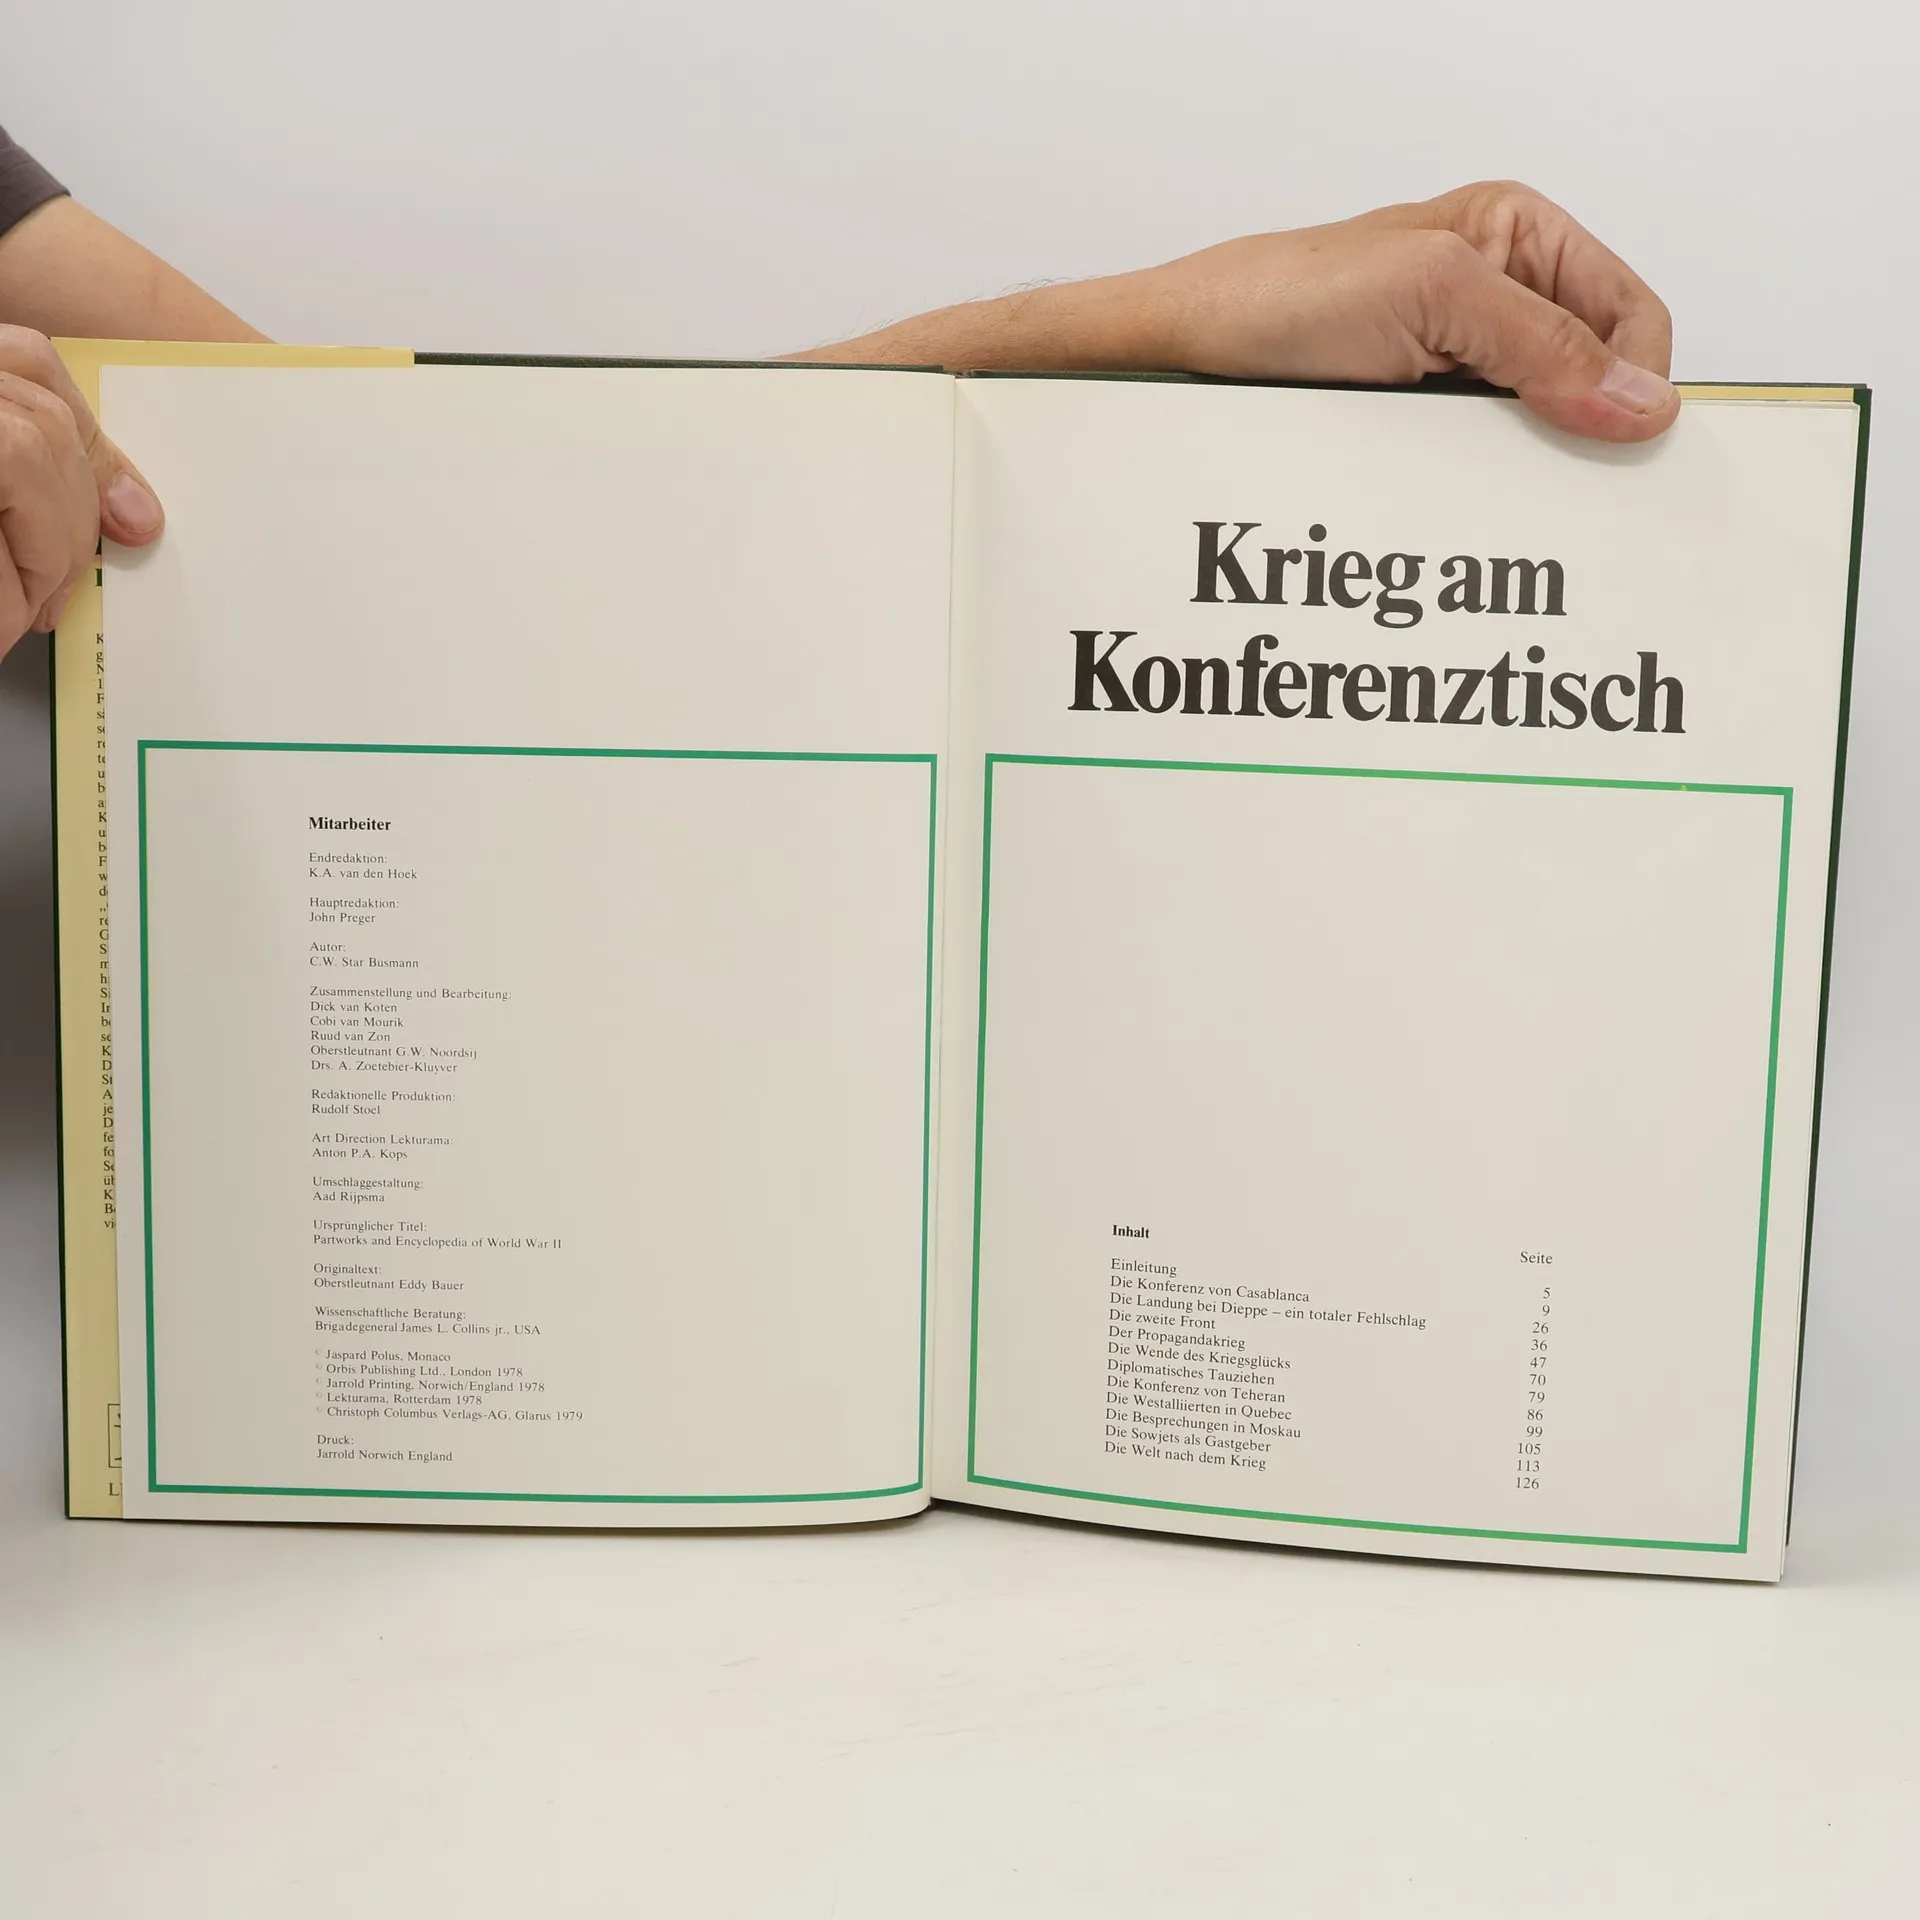 Mitarbeiter
Endredaktion:
K.A. van den Hoek
Hauptredaktion:
John Preger
Autor:
C.W. Star Busmann
Zusammenstellung und Bearbeitung:
Dick van Koten
Cobi van Mourik
Ruud van Zon
Oberstleutnant G.W. Noordsij
Drs. A. Zoetebier-Kluyver
Redaktionelle Produktion:
Rudolf Stoel
Art Direction Lekturama:
Anton P.A. Kops
Umschlaggestaltung:
Aad Rijpsma
Ursprünglicher Titel:
Partworks and Encyclopedia of World War II
Originaltext:
Oberstleutnant Eddy Bauer
Wissenschaftliche Beratung:
Brigadegeneral James L. Collins jr., USA
© Jaspard Polus, Monaco
© Orbis Publishing Ltd., London 1978
© Jarrold Printing, Norwich/England 1978
© Lekturama, Rotterdam 1978
© Christoph Columbus Verlags-AG, Glarus 1979
Druck:
Jarrold Norwich England
Krieg am
Konferenztisch
Inhalt
Seite
Einleitung 5
Die Konferenz von Casablanca 9
Die Landung bei Dieppe – ein totaler Fehlschlag 26
Die zweite Front 36
Der Propagandakrieg 47
Die Wende des Kriegsglücks 70
Diplomatisches Tauziehen 79
Die Konferenz von Teheran 86
Die Westalliierten in Quebec 99
Die Besprechungen in Moskau 105
Die Sowjets als Gastgeber 113
Die Welt nach dem Krieg 126